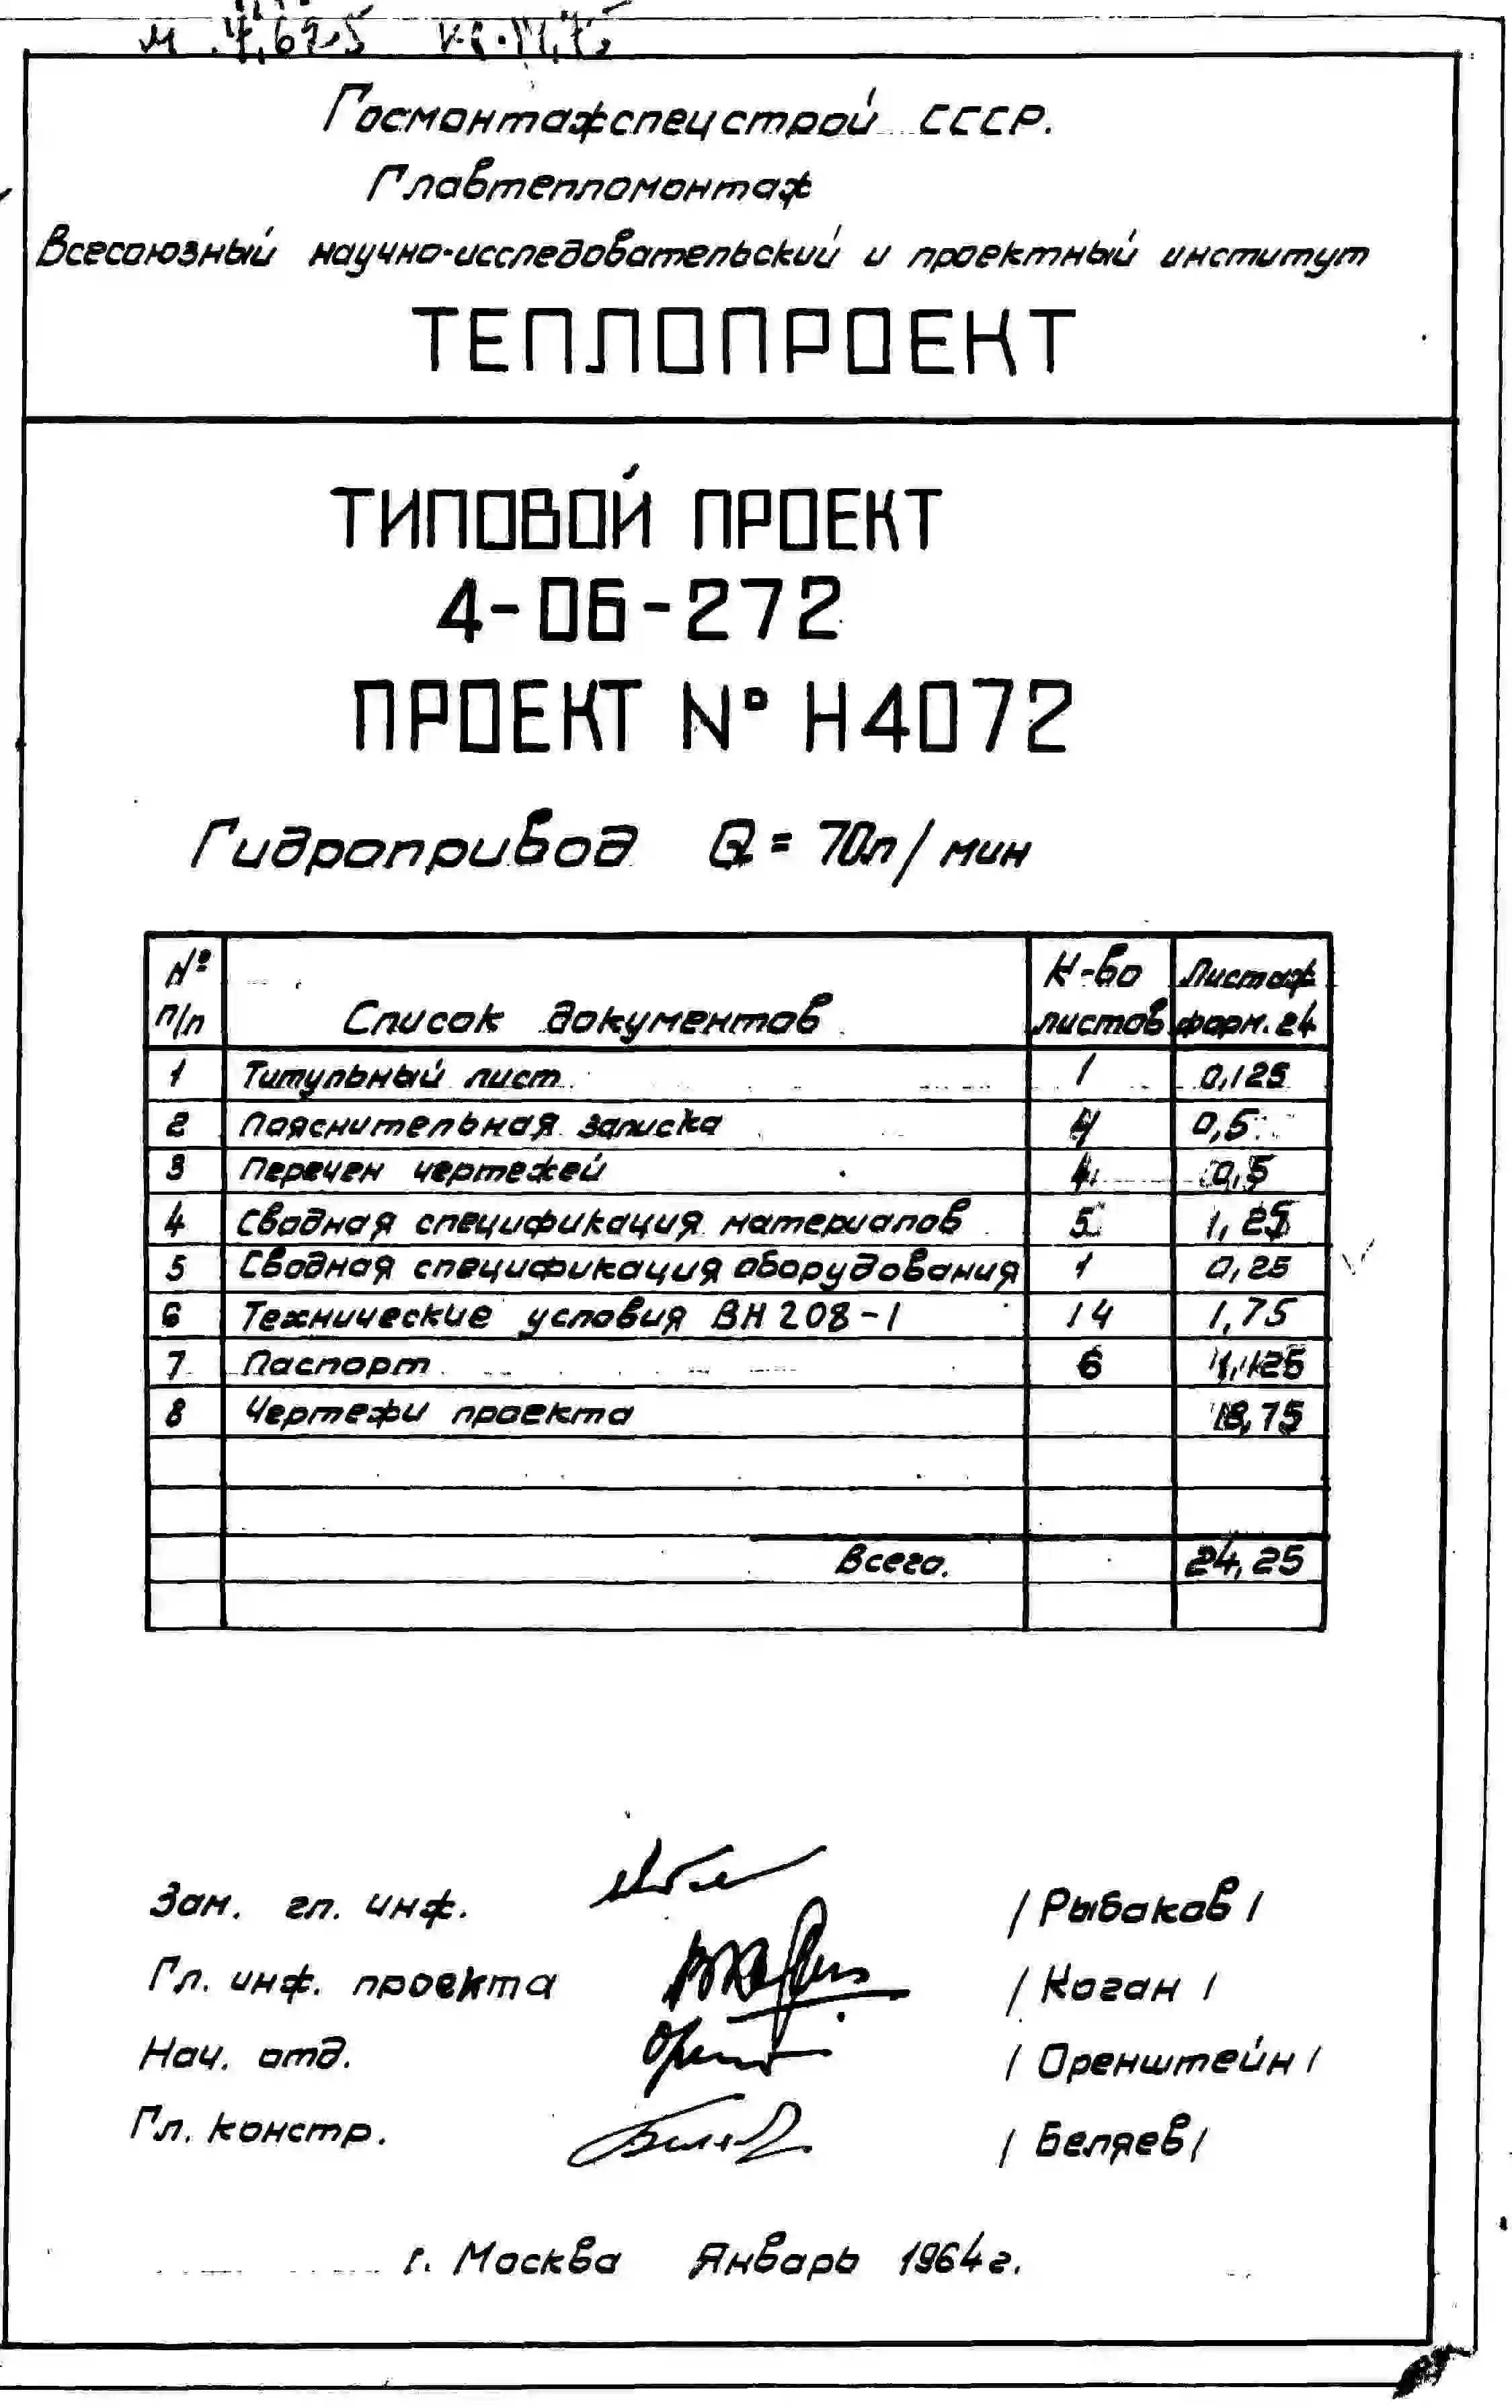 Госмонтажспецстрой СССР.
Главтепломонтаж
Всесоюзный научно-исследовательский и проектный институт
ТЕПЛОПРОЕКТ
ТИПОВОЙ ПРОЕКТ
4-06-272
ПРОЕКТ № Н4072
Гидропривод Q = 70л/мин
№ п/п Список документов К-во листов Листаж форм. 24
1 Титульный лист 1 0,125
2 Пояснительная записка 4 0,5
3 Перечен чертежей 4 0,5
4 Сводная спецификация материалов 5 1,25
5 Сводная спецификация оборудования 1 0,25
6 Технические условия ВН 208-1 14 1,75
7 Паспорт 6 1,125
8 Чертежи проекта 18,75
Всего. 24,25
Зам. гл. инж. /Рыбаков/
Гл. инж. проекта /Коган/
Нач. отд. /Оренштейн/
Гл. констр. /Беляев/
г. Москва Январь 1964г.